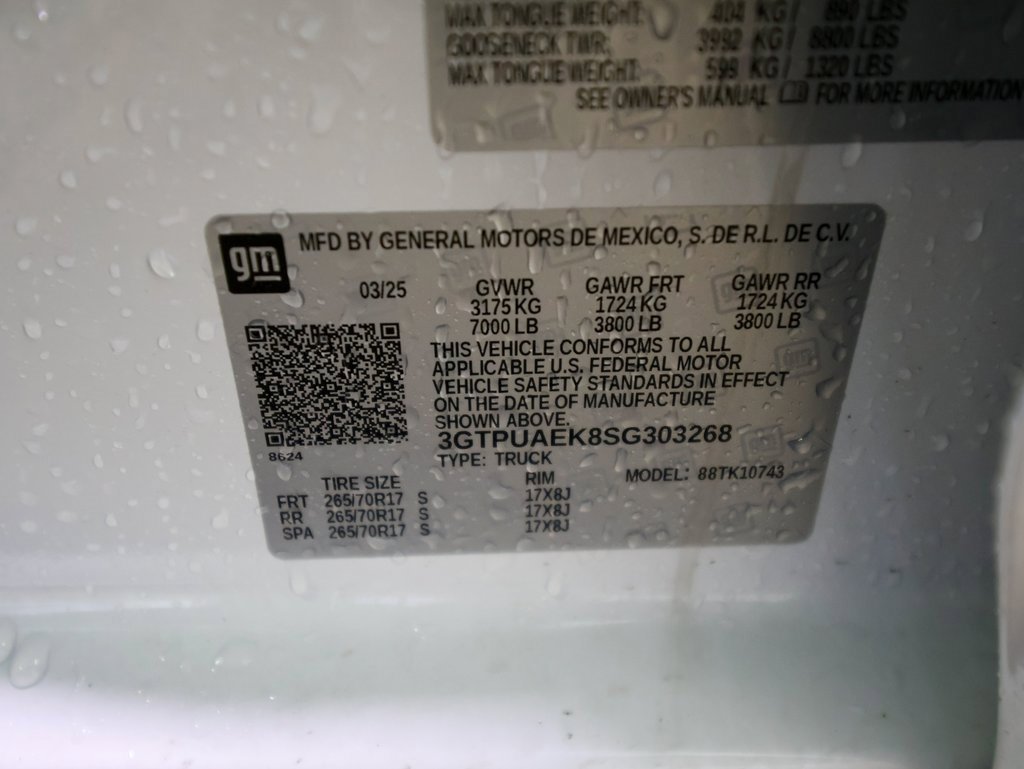 MAX TONGUE WEIGHT: 404 KG/ 890 LBS
GOOSENECK TWR: 3992 KG/ 8800 LBS
MAX TONGUE WEIGHT: 599 KG/ 1320 LBS
SEE OWNER'S MANUAL FOR MORE INFORMATION
gm
MFD BY GENERAL MOTORS DE MEXICO, S. DE R.L. DE C.V.
03/25 GVWR GAWR FRT GAWR RR
3175 KG 1724 KG 1724 KG
7000 LB 3800 LB 3800 LB
THIS VEHICLE CONFORMS TO ALL
APPLICABLE U.S. FEDERAL MOTOR
VEHICLE SAFETY STANDARDS IN EFFECT
ON THE DATE OF MANUFACTURE
SHOWN ABOVE.
3GTPUAEK8SG303268
8624
TYPE: TRUCK MODEL: 88TK10743
TIRE SIZE RIM
FRT 265/70R17 S 17X8J
RR 265/70R17 S 17X8J
SPA 265/70R17 S 17X8J